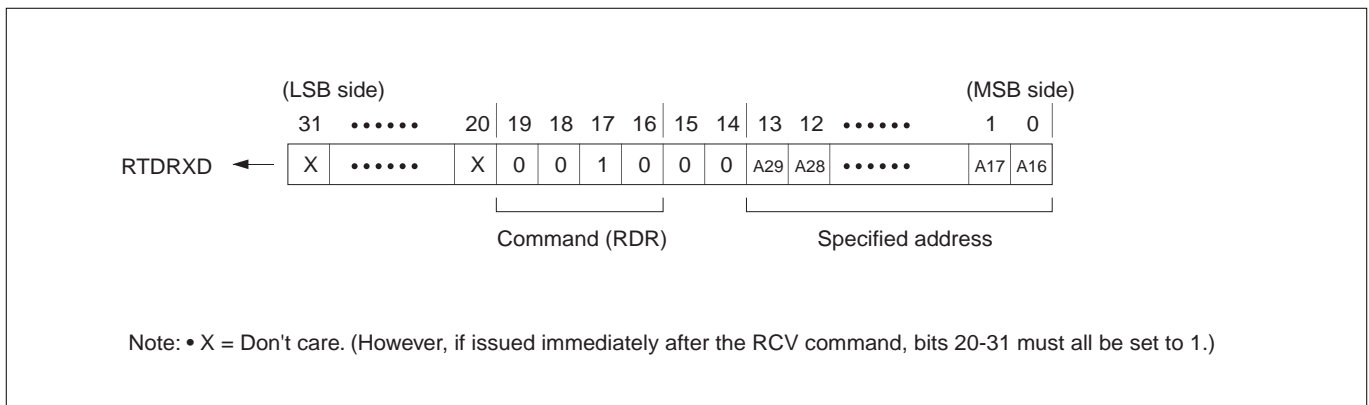 (LSB side) (MSB side)
31 •••••• 20 19 18 17 16 15 14 13 12 •••••• 1 0
RTDRXD X •••••• X 0 0 1 0 0 0 A29 A28 •••••• A17 A16
Command (RDR) Specified address
Note: • X = Don't care. (However, if issued immediately after the RCV command, bits 20-31 must all be set to 1.)